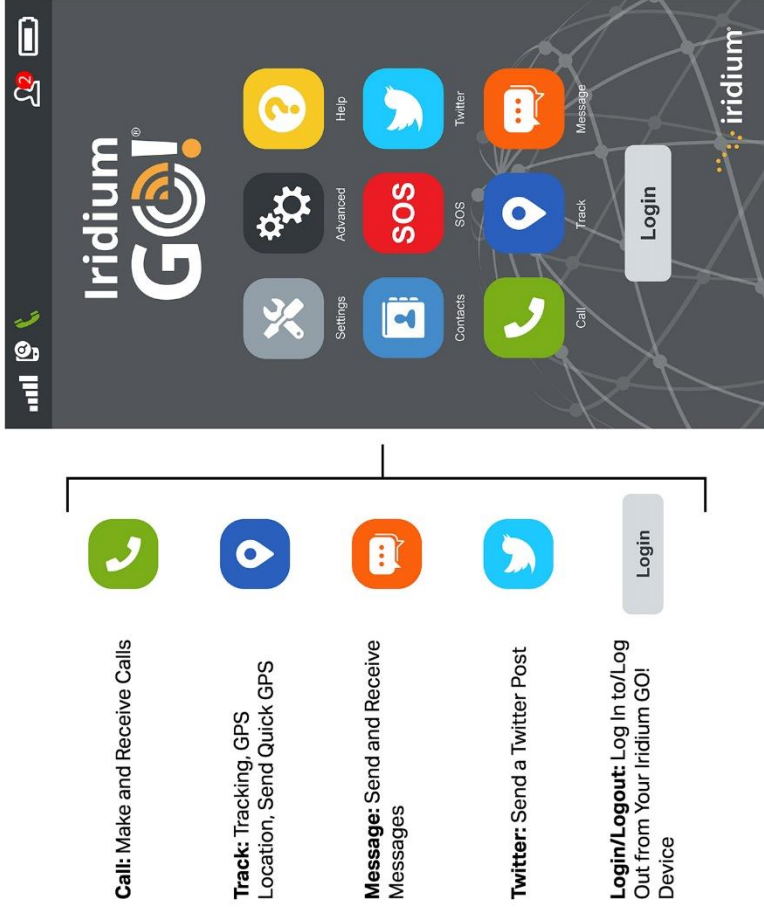 Call: Make and Receive Calls
Track: Tracking, GPS
Location, Send Quick GPS
Message: Send and Receive
Messages
Twitter: Send a Twitter Post
Login/Logout: Log In to/Log
Out from Your Iridium GO!
Device
Login
2
Iridium
GO!®
Settings
Advanced
Help
SOS
Contacts
SOS
Twitter
Call
Track
Message
Login
iridium®